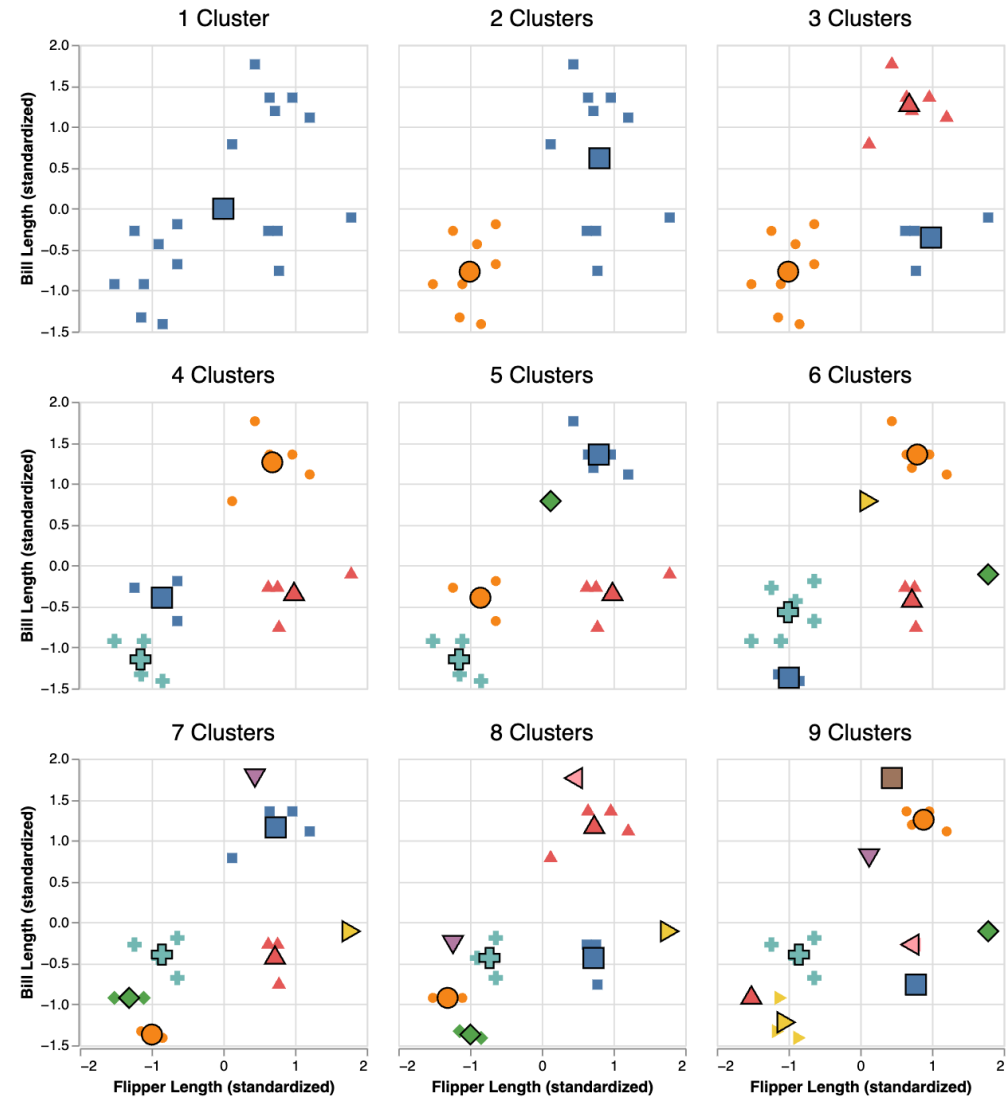 1 Cluster
2 Clusters
3 Clusters
2.0
1.5
1.0
0.5
0.0
−0.5
−1.0
−1.5
Bill Length (standardized)
4 Clusters
5 Clusters
6 Clusters
2.0
1.5
1.0
0.5
0.0
−0.5
−1.0
−1.5
Bill Length (standardized)
7 Clusters
8 Clusters
9 Clusters
2.0
1.5
1.0
0.5
0.0
−0.5
−1.0
−1.5
Bill Length (standardized)
−2 −1 0 1 2
−2 −1 0 1 2
−2 −1 0 1 2
Flipper Length (standardized)
Flipper Length (standardized)
Flipper Length (standardized)